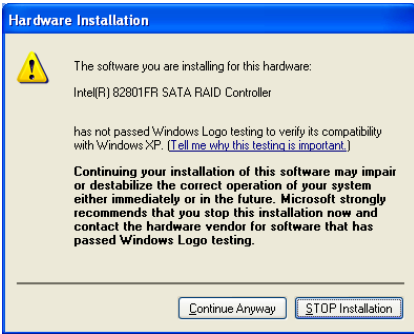 Hardware Installation
The software you are installing for this hardware:
Intel(R) 82801FR SATA RAID Controller
has not passed Windows Logo testing to verify its compatibility
with Windows XP. (Tell me why this testing is important.)
Continuing your installation of this software may impair
or destabilize the correct operation of your system
either immediately or in the future. Microsoft strongly
recommends that you stop this installation now and
contact the hardware vendor for software that has
passed Windows Logo testing.
Continue Anyway STOP Installation